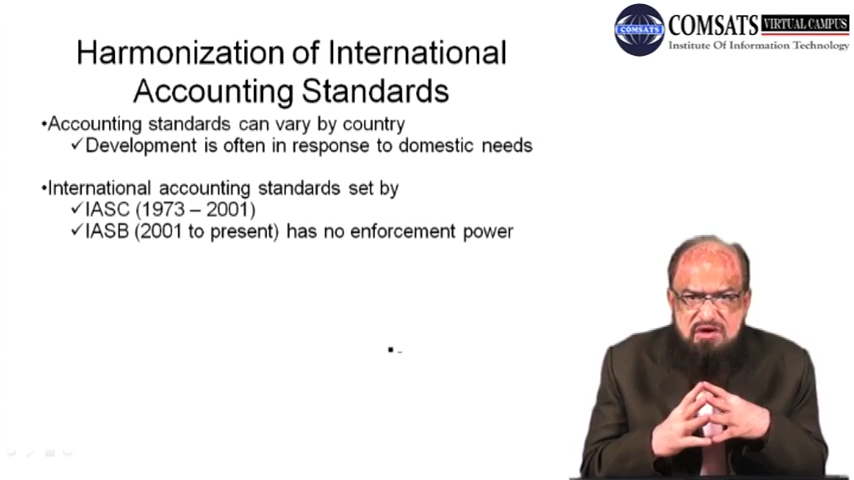 COMSATS
COMSATS VIRTUAL CAMPUS
Institute Of Information Technology
Harmonization of International
Accounting Standards
•Accounting standards can vary by country
✓Development is often in response to domestic needs
•International accounting standards set by
✓IASC (1973 – 2001)
✓IASB (2001 to present) has no enforcement power